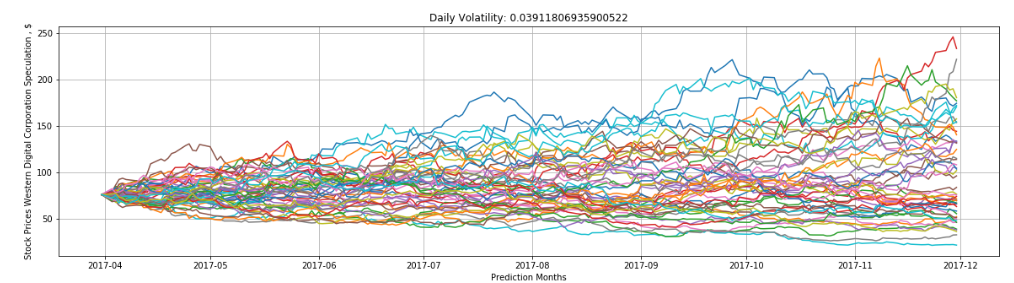 Daily Volatility: 0.03911806935900522
Stock Prices Western Digital Corporation Speculation , $
250
200
150
100
50
2017-04 2017-05 2017-06 2017-07 2017-08 2017-09 2017-10 2017-11 2017-12
Prediction Months